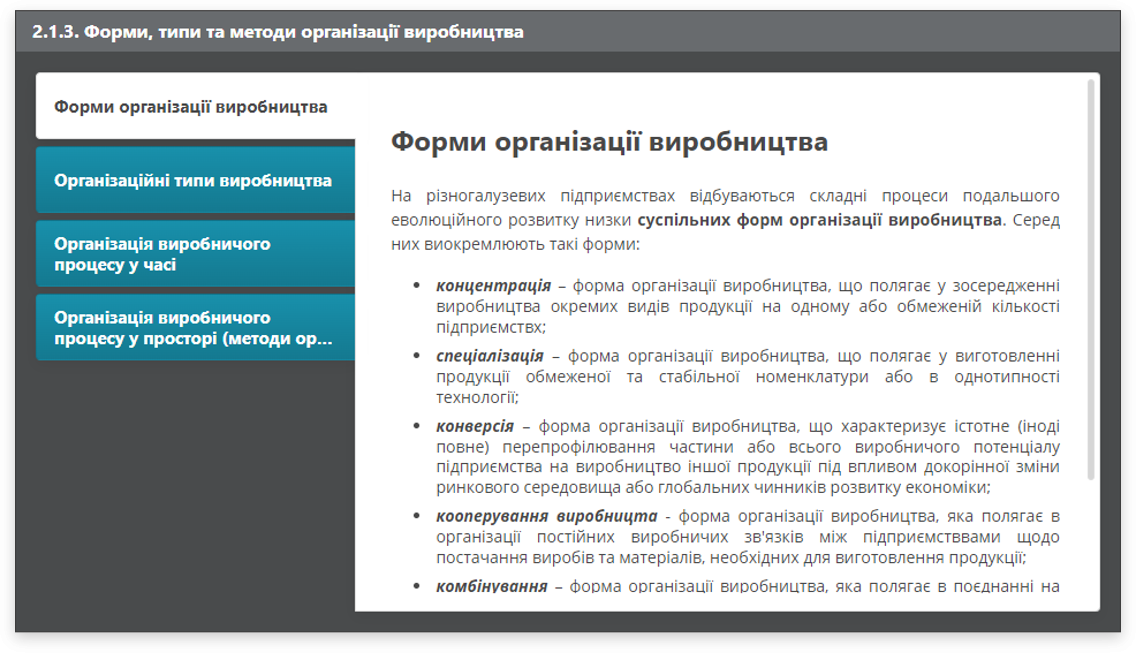 2.1.3. Форми, типи та методи організації виробництва
Форми організації виробництва
Організаційні типи виробництва
Організація виробничого
процесу у часі
Організація виробничого
процесу у просторі (методи ор...
Форми організації виробництва
На різногалузевих підприємствах відбуваються складні процеси подальшого
еволюційного розвитку низки суспільних форм організації виробництва. Серед
них виокремлюють такі форми:
• концентрація – форма організації виробництва, що полягає у зосередженні
виробництва окремих видів продукції на одному або обмеженій кількості
підприємствх;
• спеціалізація – форма організації виробництва, що полягає у виготовленні
продукції обмеженої та стабільної номенклатури або в однотипності
технології;
• конверсія – форма організації виробництва, що характеризує істотне (іноді
повне) перепрофілювання частини або всього виробничого потенціалу
підприємства на виробництво іншої продукції під впливом докорінної зміни
ринкового середовища або глобальних чинників розвитку економіки;
• кооперування виробницта - форма організації виробництва, яка полягає в
організації постійних виробничих зв'язків між підприємстввами щодо
постачання виробів та матеріалів, необхідних для виготовлення продукції;
• комбінування – форма організації виробництва, яка полягає в поєднанні на